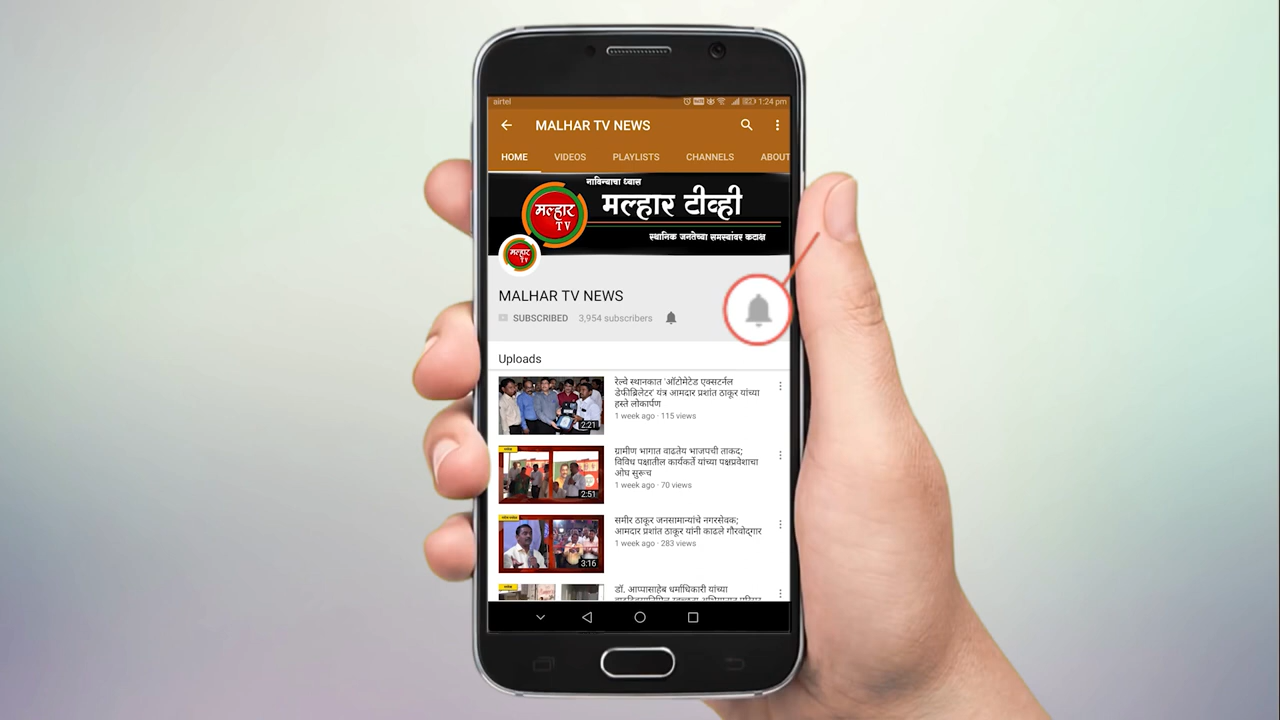 airtel 1:24 pm
MALHAR TV NEWS
HOME VIDEOS PLAYLISTS CHANNELS ABOUT
नाविन्याचा ध्यास
मल्हार टीव्ही
मल्हार
TV
स्थानिक जनतेच्या समस्यांवर कटाक्ष
मल्हार
TV
MALHAR TV NEWS
SUBSCRIBED 3,954 subscribers
Uploads
रेल्वे स्थानकात 'ऑटोमेटेड एक्सटर्नल
डेफीब्रिलेटर' यंत्र आमदार प्रशांत ठाकूर यांच्या
हस्ते लोकार्पण
1 week ago · 115 views
2:21
ग्रामीण भागात वाढतेय भाजपची ताकद;
विविध पक्षातील कार्यकर्ते यांच्या पक्षप्रवेशाचा
ओघ सुरूच
1 week ago · 70 views
2:51
समीर ठाकूर जनसामान्यांचे नगरसेवक;
आमदार प्रशांत ठाकूर यांनी काढले गौरवोद्गार
1 week ago · 283 views
3:16
डॉ. आप्पासाहेब धर्माधिकारी यांच्या